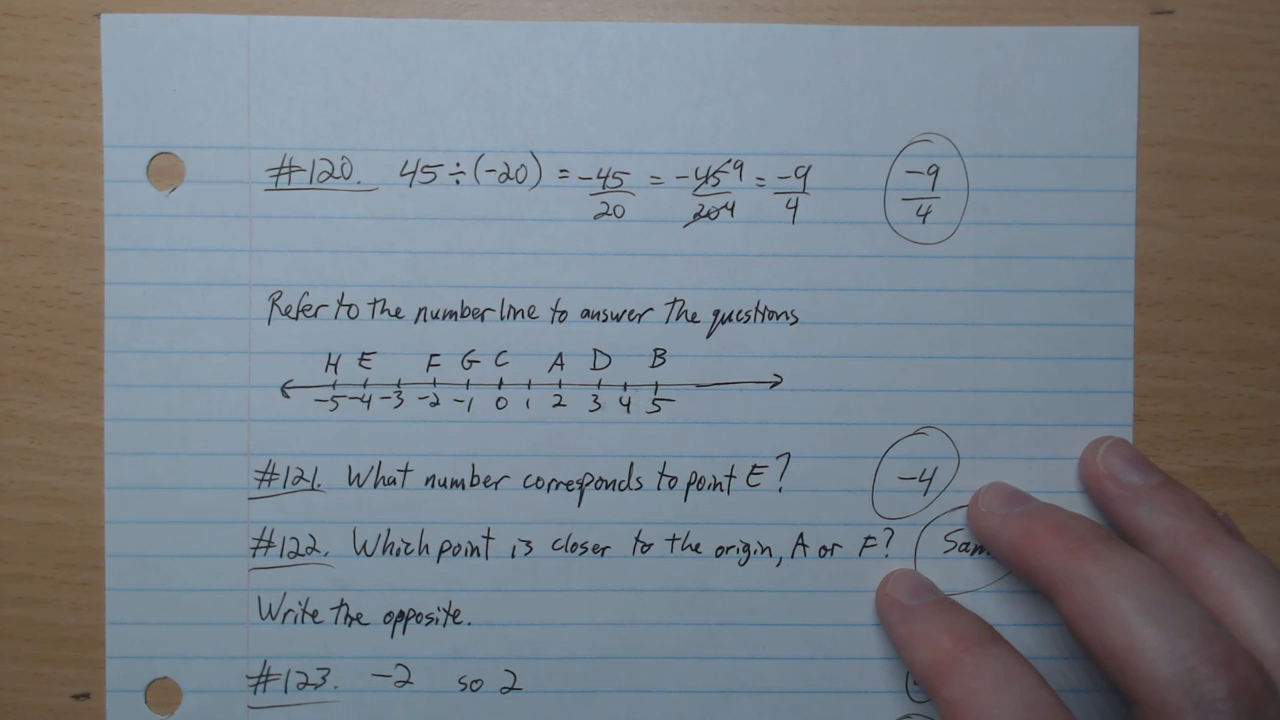 #120. 45÷(-20) = -45/20 = -45 9/20 4 = -9/4 -9/4
Refer to the number line to answer the questions
H E F G C A D B
-5 -4 -3 -2 -1 0 1 2 3 4 5
#121. What number corresponds to point E? -4
#122. Which point is closer to the origin, A or F?
Write the opposite.
#123. -2 so 2